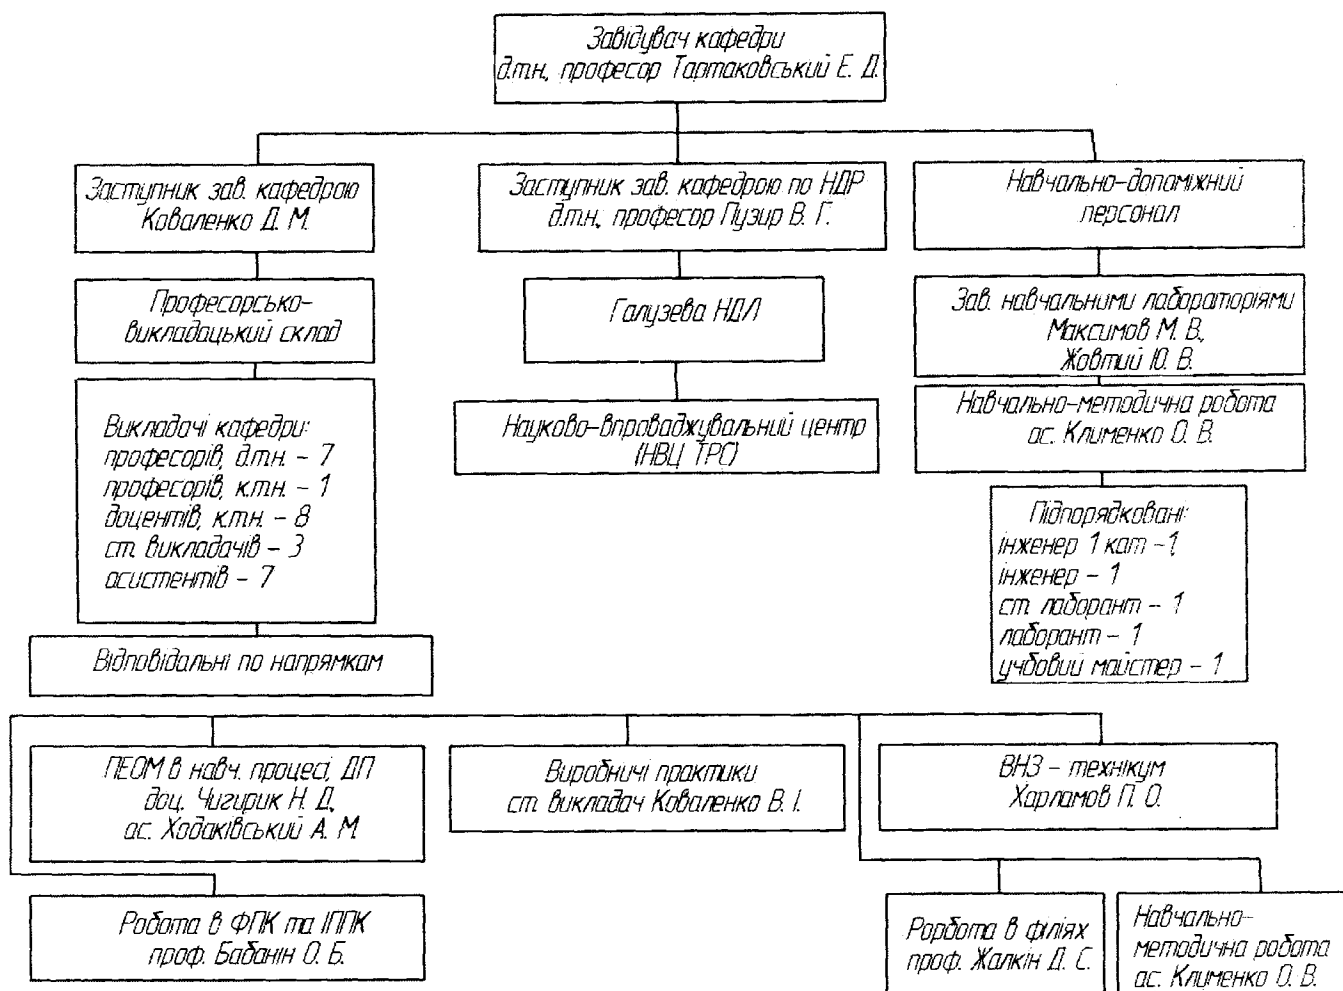 Завідувач кафедри
д.т.н., професор Тартаковський Е. Д.
Заступник зав. кафедрою
Коваленко Д. М.
Заступник зав. кафедрою по НДР
д.т.н., професор Пузир В. Г.
Навчально-допоміжний
персонал
Професорсько-
викладацький склад
Галузева НДЛ
Зав. навчальними лабораторіями
Максимов М. В.,
Жовтий Ю. В.
Викладачі кафедри:
професорів, д.т.н. - 7
професорів, к.т.н. - 1
доцентів, к.т.н. - 8
ст. викладачів - 3
асистентів - 7
Науково-впроваджувальний центр
(НВЦ ТРС)
Навчально-методична робота
ас. Клименко О. В.
Підпорядковані:
інженер 1 кат -1,
інженер - 1
ст. лаборант - 1
лаборант - 1
учбовий майстер - 1
Відповідальні по напрямкам
ПЕОМ в навч. процесі, ДП
доц. Чигирик Н. Д.,
ас. Ходаківський А. М.
Виробничі практики
ст. викладач Коваленко В. І.
ВНЗ - технікум
Харламов П. О.
Робота в ФПК та ІППК
проф. Бабанін О. Б.
Рорбота в філіях
проф. Жалкін Д. С.
Навчально-
методична робота
ас. Клименко О. В.